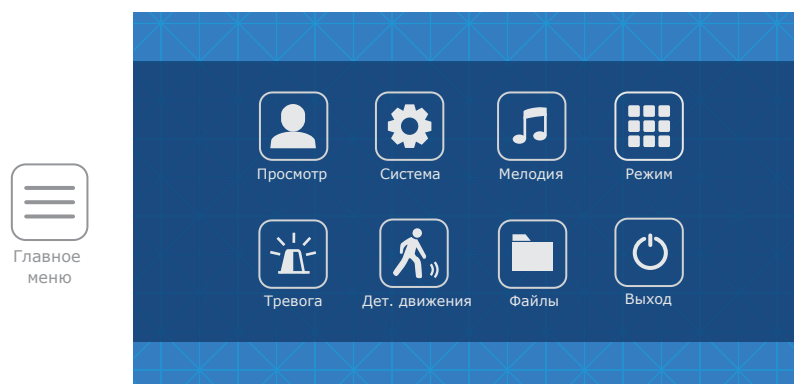 Просмотр
Система
Мелодия
Режим
Главное
меню
Тревога
Дет. движения
Файлы
Выход